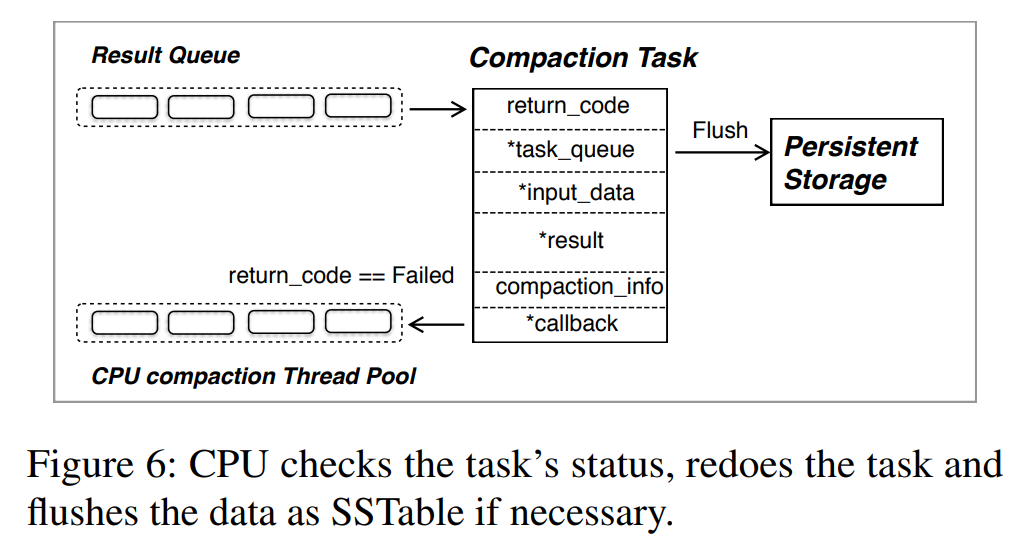 Result Queue
Compaction Task
return_code
*task_queue
*input_data
*result
compaction_info
*callback
Flush
Persistent
Storage
return_code == Failed
CPU compaction Thread Pool
Figure 6: CPU checks the task's status, redoes the task and
flushes the data as SSTable if necessary.